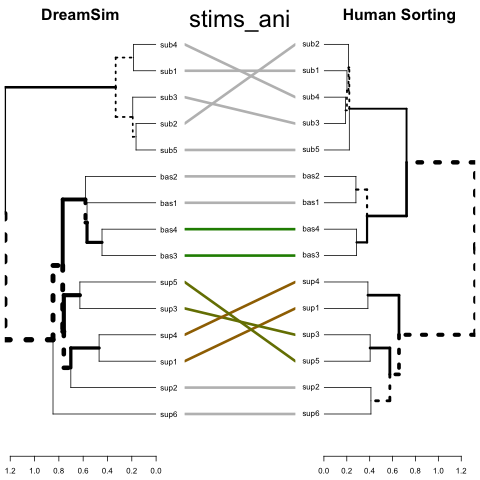 DreamSim stims_ani Human Sorting
sub4 sub2
sub1 sub1
sub3 sub4
sub2 sub3
sub5 sub5
bas2 bas2
bas1 bas1
bas4 bas4
bas3 bas3
sup5 sup4
sup3 sup1
sup4 sup3
sup1 sup5
sup2 sup2
sup6 sup6
1.2 1.0 0.8 0.6 0.4 0.2 0.0 0.0 0.2 0.4 0.6 0.8 1.0 1.2